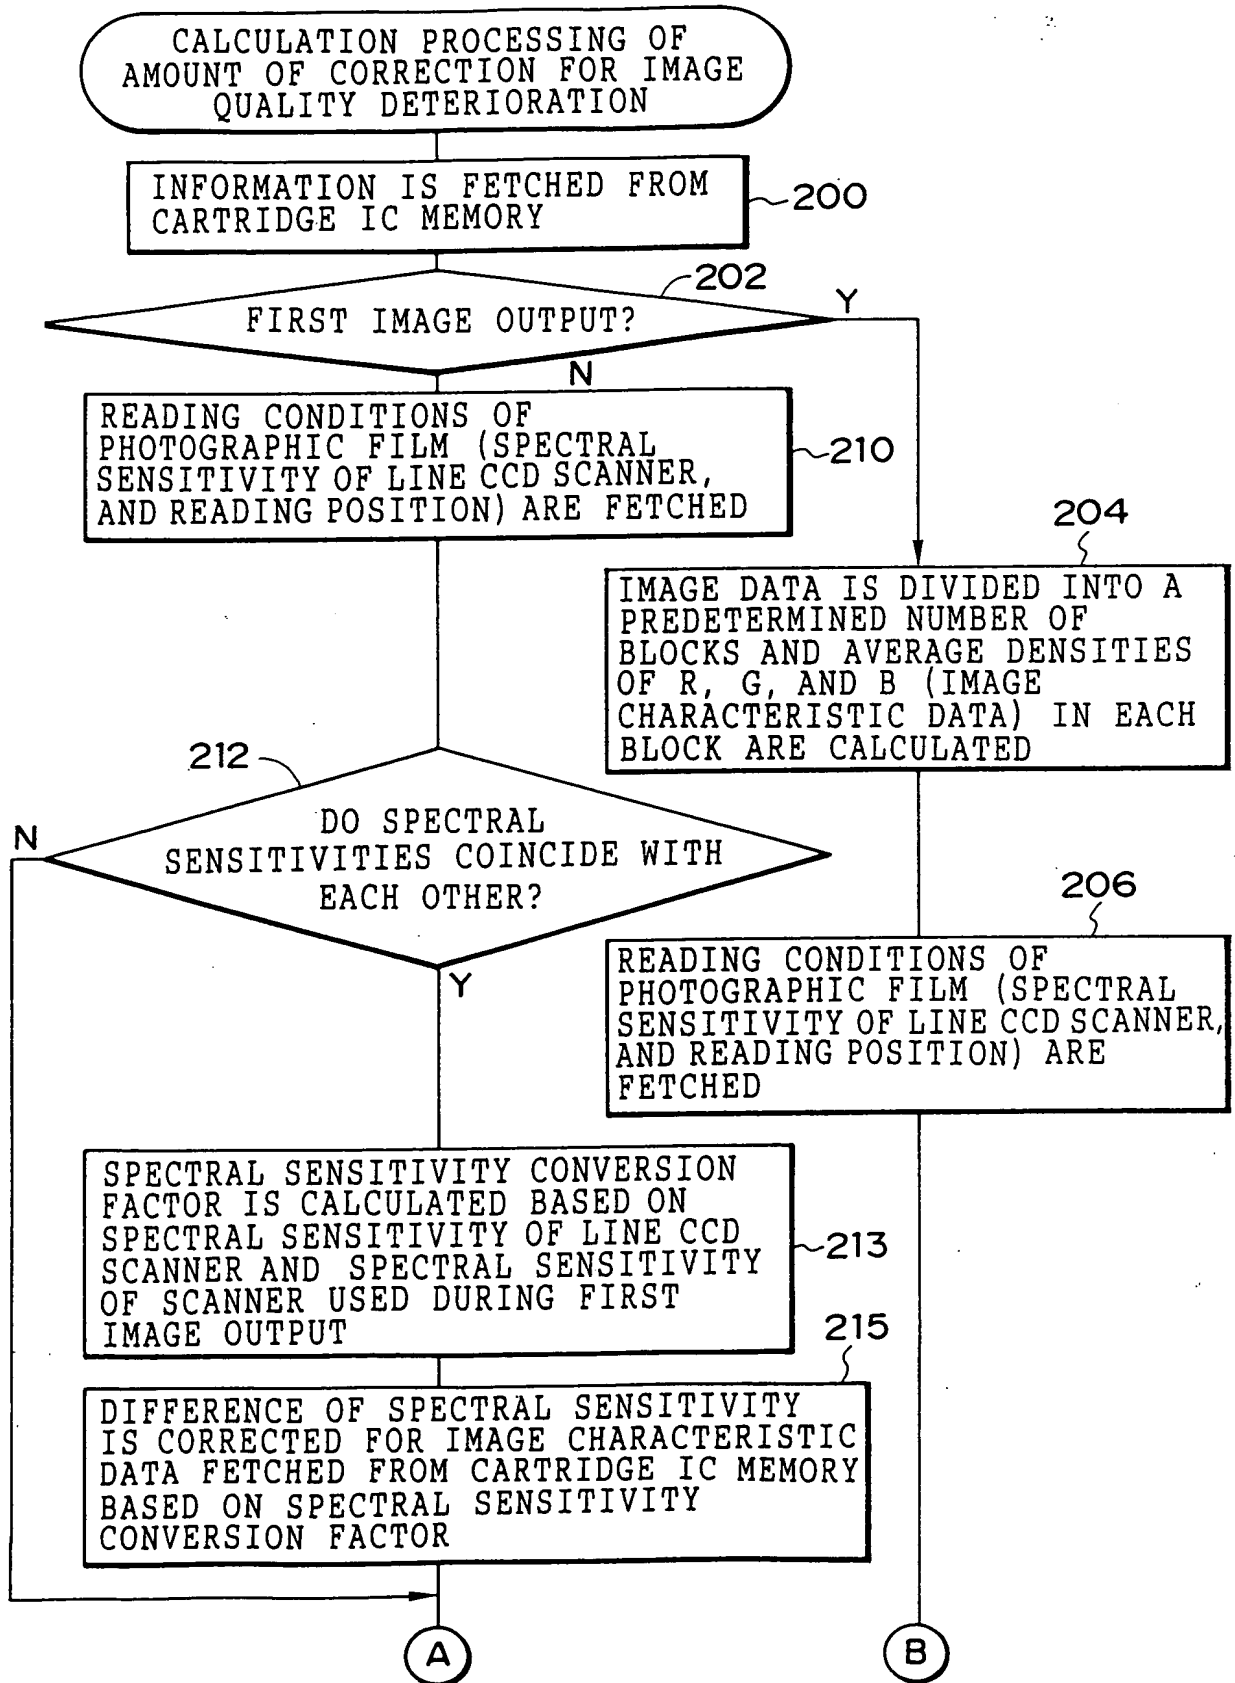 CALCULATION PROCESSING OF
AMOUNT OF CORRECTION FOR IMAGE
QUALITY DETERIORATION
INFORMATION IS FETCHED FROM
CARTRIDGE IC MEMORY
200
202
FIRST IMAGE OUTPUT?
Y
N
READING CONDITIONS OF
PHOTOGRAPHIC FILM (SPECTRAL
SENSITIVITY OF LINE CCD SCANNER,
AND READING POSITION) ARE FETCHED
210
204
IMAGE DATA IS DIVIDED INTO A
PREDETERMINED NUMBER OF
BLOCKS AND AVERAGE DENSITIES
OF R, G, AND B (IMAGE
CHARACTERISTIC DATA) IN EACH
BLOCK ARE CALCULATED
212
N
DO SPECTRAL
SENSITIVITIES COINCIDE WITH
EACH OTHER?
Y
206
READING CONDITIONS OF
PHOTOGRAPHIC FILM (SPECTRAL
SENSITIVITY OF LINE CCD SCANNER,
AND READING POSITION) ARE
FETCHED
SPECTRAL SENSITIVITY CONVERSION
FACTOR IS CALCULATED BASED ON
SPECTRAL SENSITIVITY OF LINE CCD
SCANNER AND SPECTRAL SENSITIVITY
OF SCANNER USED DURING FIRST
IMAGE OUTPUT
213
215
DIFFERENCE OF SPECTRAL SENSITIVITY
IS CORRECTED FOR IMAGE CHARACTERISTIC
DATA FETCHED FROM CARTRIDGE IC MEMORY
BASED ON SPECTRAL SENSITIVITY
CONVERSION FACTOR
A
B